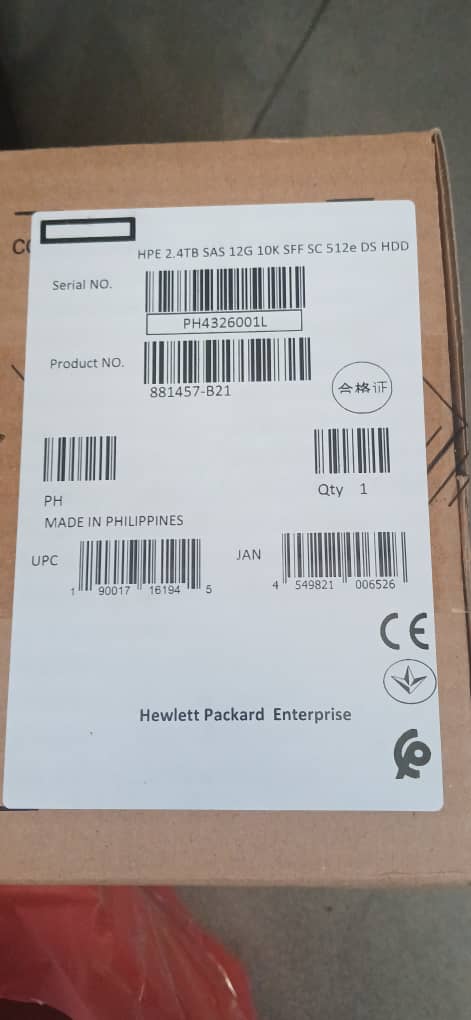 HPE 2.4TB SAS 12G 10K SFF SC 512e DS HDD
Serial NO.
PH4326001L
Product NO.
881457-B21
合格证
PH
Qty 1
MADE IN PHILIPPINES
UPC
1 90017 16194 5
JAN
4 549821 006526
CE
Hewlett Packard Enterprise